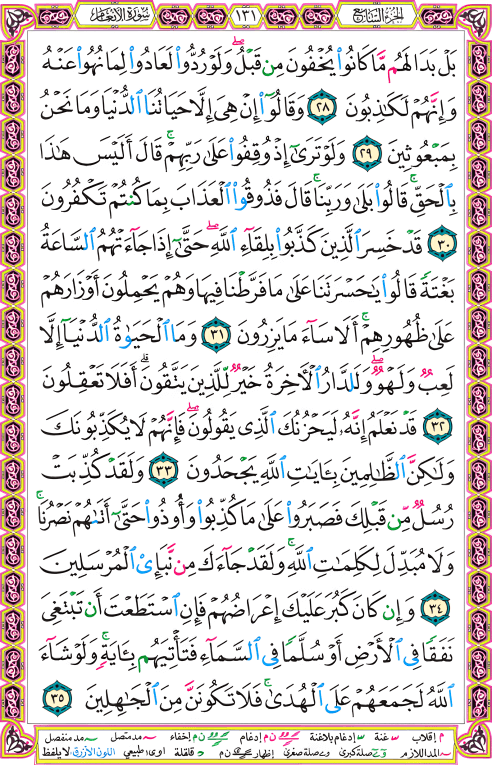 الجزء السابع ١٣١ سورة الأنعام
بَلْ بَدَا لَهُم مَّا كَانُوا۟ يُخْفُونَ مِن قَبْلُ ۖ وَلَوْ رُدُّوا۟ لَعَادُوا۟ لِمَا نُهُوا۟ عَنْهُ
وَإِنَّهُمْ لَكَـٰذِبُونَ ٢٨ وَقَالُوٓا۟ إِنْ هِىَ إِلَّا حَيَاتُنَا ٱلدُّنْيَا وَمَا نَحْنُ
بِمَبْعُوثِينَ ٢٩ وَلَوْ تَرَىٰٓ إِذْ وُقِفُوا۟ عَلَىٰ رَبِّهِمْ ۚ قَالَ أَلَيْسَ هَـٰذَا
بِٱلْحَقِّ ۚ قَالُوا۟ بَلَىٰ وَرَبِّنَا ۚ قَالَ فَذُوقُوا۟ ٱلْعَذَابَ بِمَا كُنتُمْ تَكْفُرُونَ
٣٠ قَدْ خَسِرَ ٱلَّذِينَ كَذَّبُوا۟ بِلِقَآءِ ٱللَّهِ ۖ حَتَّىٰٓ إِذَا جَآءَتْهُمُ ٱلسَّاعَةُ
بَغْتَةً قَالُوا۟ يَـٰحَسْرَتَنَا عَلَىٰ مَا فَرَّطْنَا فِيهَا وَهُمْ يَحْمِلُونَ أَوْزَارَهُمْ
عَلَىٰ ظُهُورِهِمْ ۚ أَلَا سَآءَ مَا يَزِرُونَ ٣١ وَمَا ٱلْحَيَوٰةُ ٱلدُّنْيَآ إِلَّا
لَعِبٌ وَلَهْوٌ ۖ وَلَلدَّارُ ٱلْـَٔاخِرَةُ خَيْرٌ لِّلَّذِينَ يَتَّقُونَ ۗ أَفَلَا تَعْقِلُونَ
٣٢ قَدْ نَعْلَمُ إِنَّهُۥ لَيَحْزُنُكَ ٱلَّذِى يَقُولُونَ ۖ فَإِنَّهُمْ لَا يُكَذِّبُونَكَ
وَلَـٰكِنَّ ٱلظَّـٰلِمِينَ بِـَٔايَـٰتِ ٱللَّهِ يَجْحَدُونَ ٣٣ وَلَقَدْ كُذِّبَتْ
رُسُلٌ مِّن قَبْلِكَ فَصَبَرُوا۟ عَلَىٰ مَا كُذِّبُوا۟ وَأُوذُوا۟ حَتَّىٰٓ أَتَىٰهُمْ نَصْرُنَا ۚ
وَلَا مُبَدِّلَ لِكَلِمَـٰتِ ٱللَّهِ ۚ وَلَقَدْ جَآءَكَ مِن نَّبَإِى۟ ٱلْمُرْسَلِينَ
٣٤ وَإِن كَانَ كَبُرَ عَلَيْكَ إِعْرَاضُهُمْ فَإِنِ ٱسْتَطَعْتَ أَن تَبْتَغِىَ
نَفَقًا فِى ٱلْأَرْضِ أَوْ سُلَّمًا فِى ٱلسَّمَآءِ فَتَأْتِيَهُم بِـَٔايَةٍ ۚ وَلَوْ شَآءَ
ٱللَّهُ لَجَمَعَهُمْ عَلَى ٱلْهُدَىٰ ۚ فَلَا تَكُونَنَّ مِنَ ٱلْجَـٰهِلِينَ ٣٥
م إقلاب غنة إدغام بلاغنة ن م إدغام ن م إخفاء مد متصل مد منفصل
المد اللازم صلة كبرى صلة صغرى إظهار ن م قلقلة اوى طبيعي اللون الأزرق لا يلفظ